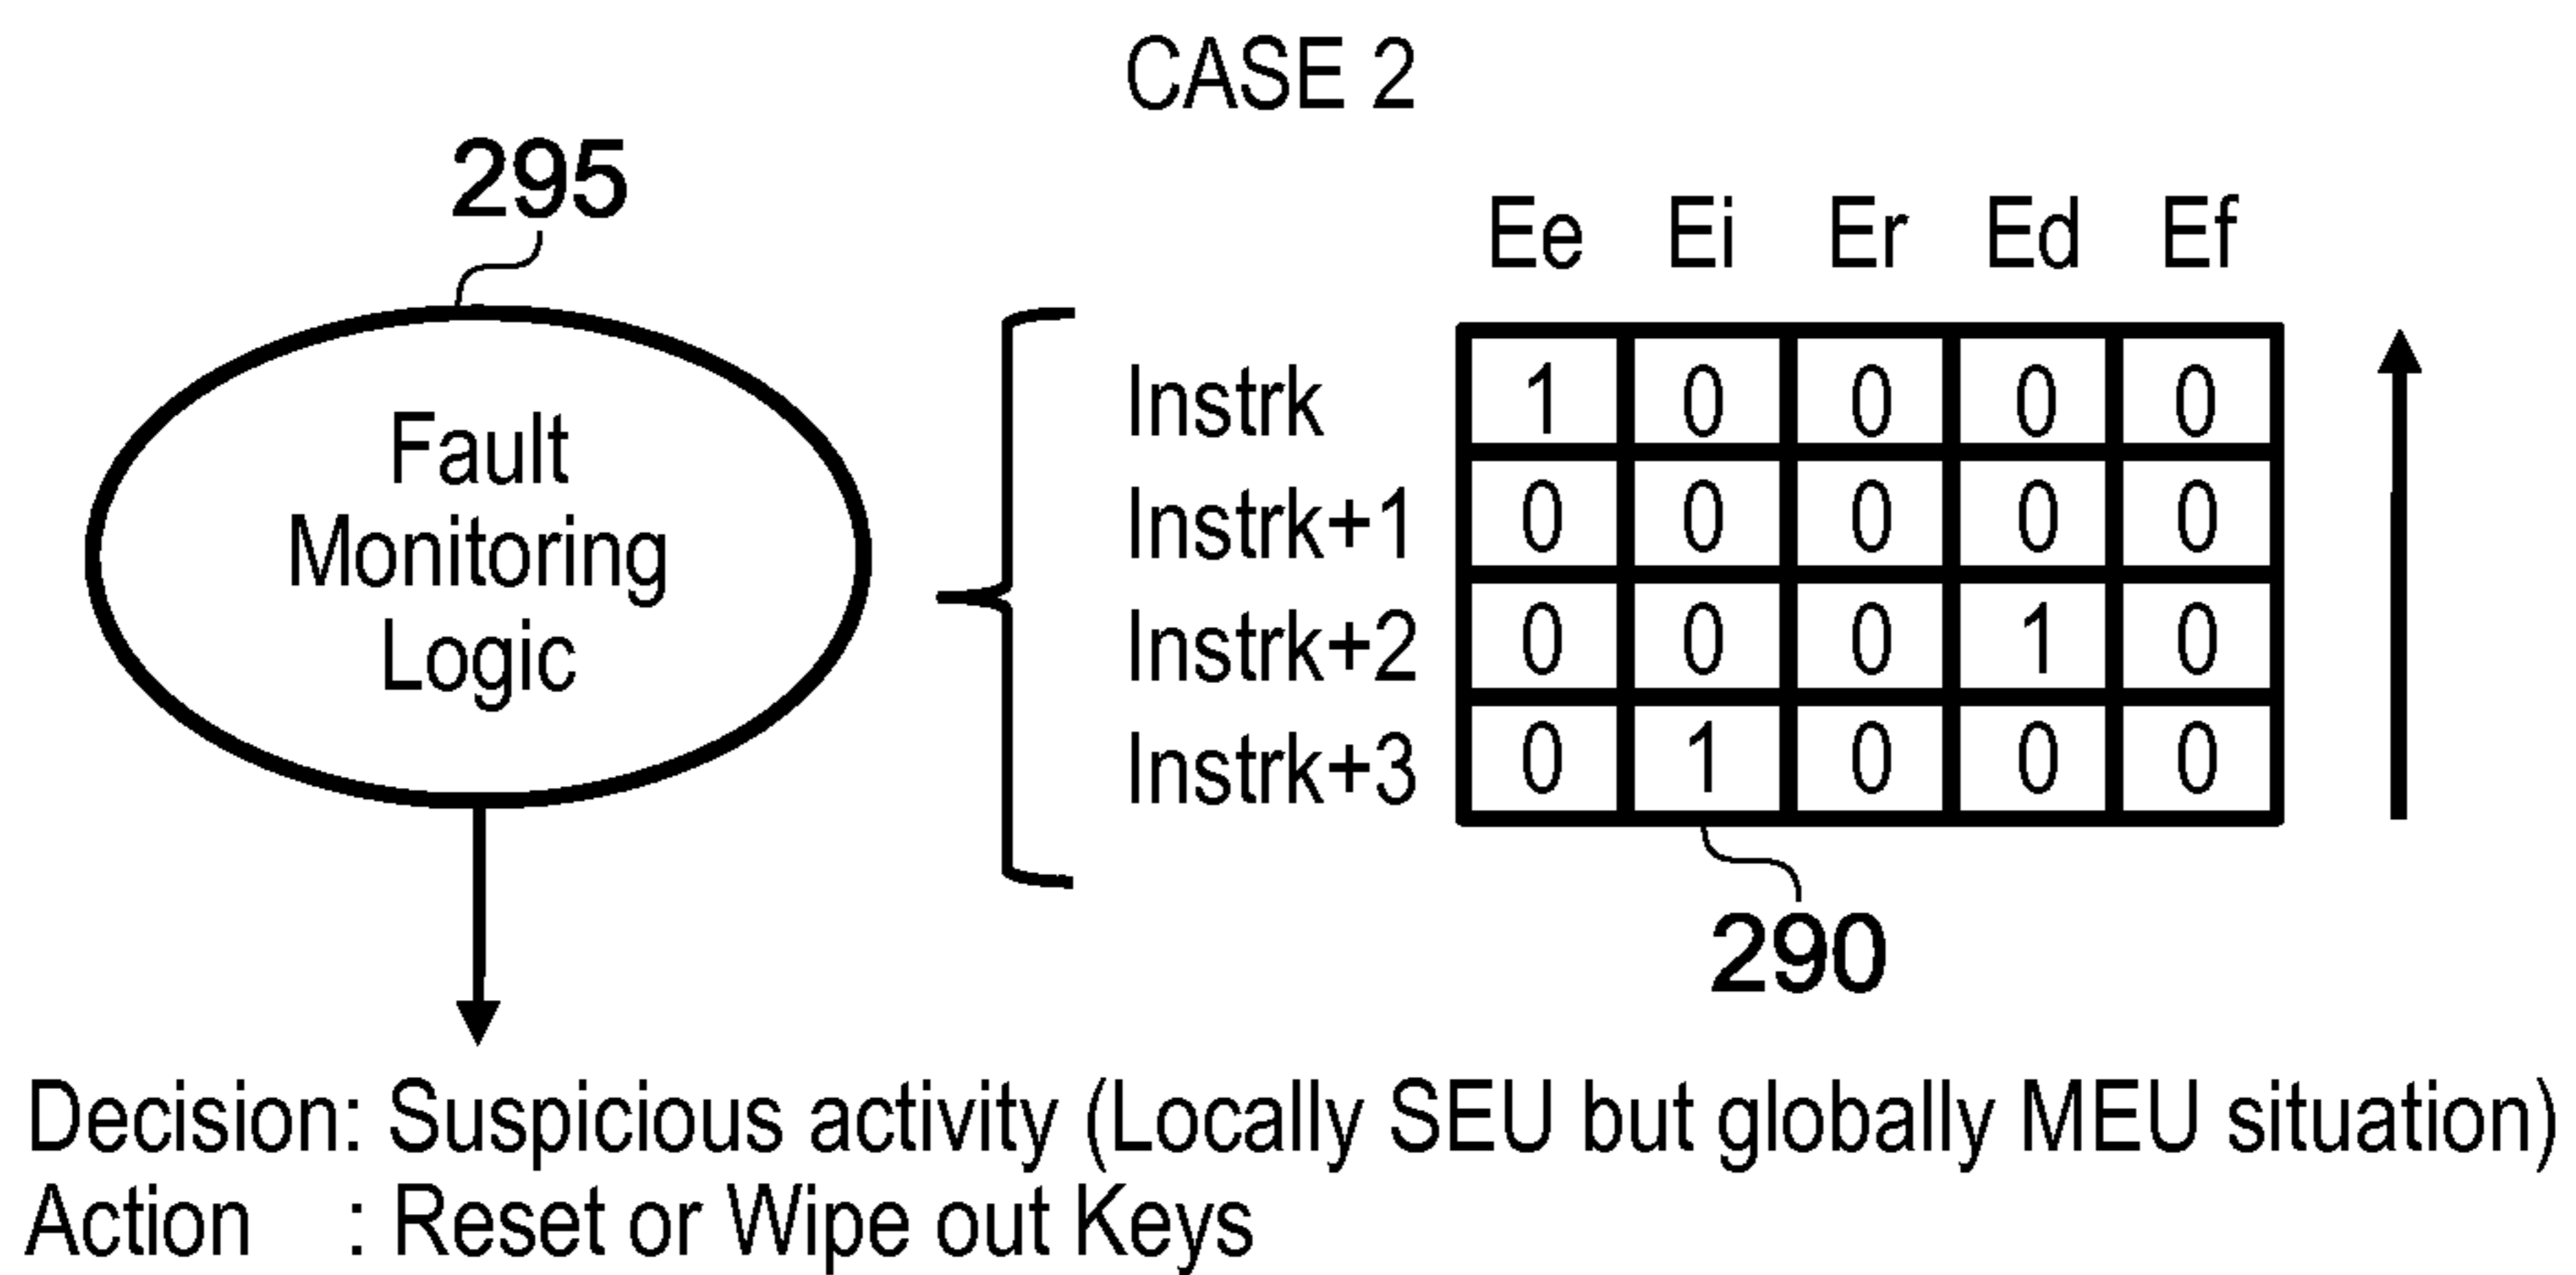 CASE 2
295
Fault
Monitoring
Logic
Ee Ei Er Ed Ef
Instrk 1 0 0 0 0
Instrk+1 0 0 0 0 0
Instrk+2 0 0 0 1 0
Instrk+3 0 1 0 0 0
290
Decision: Suspicious activity (Locally SEU but globally MEU situation)
Action : Reset or Wipe out Keys